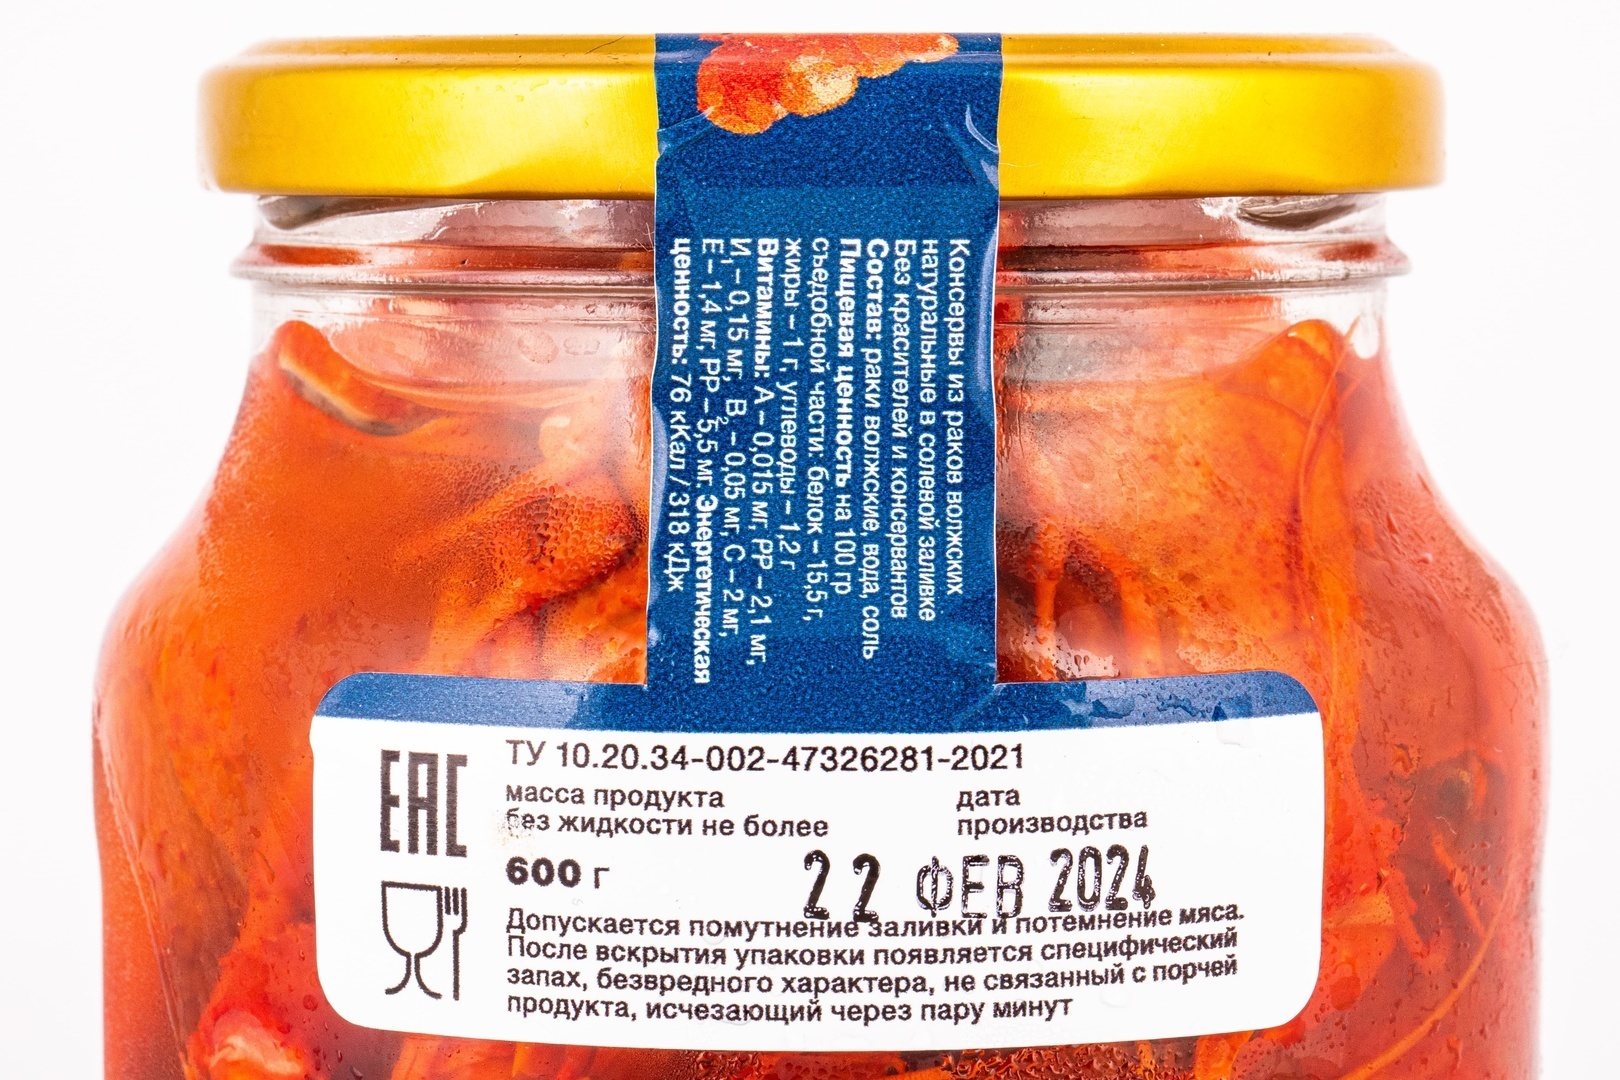 Консервы из раков волжских
натуральные в солевой заливке
Без красителей и консервантов
Состав: раки волжские, вода, соль
Пищевая ценность на 100 гр
съедобной части: белок – 15,5 г,
жиры – 1 г, углеводы – 1,2 г
Витамины: А – 0,015 мг, РР – 2,1 мг,
И, – 0,15 мг, В₂ – 0,05 мг, С – 2 мг,
Е – 1,4 мг, РР – 5,5 мг. Энергетическая
ценность: 76 кКал / 318 кДж
ЕАС
ТУ 10.20.34-002-47326281-2021
масса продукта
без жидкости не более
600 г
дата
производства
22 ФЕВ 2024
Допускается помутнение заливки и потемнение мяса.
После вскрытия упаковки появляется специфический
запах, безвредного характера, не связанный с порчей
продукта, исчезающий через пару минут